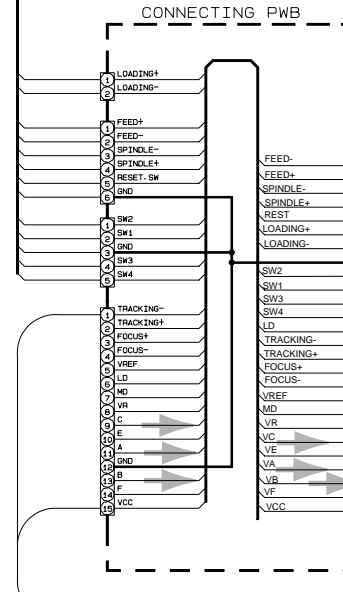 CONNECTING PWB
1 LOADING+
2 LOADING-
1 FEED+
2 FEED-
3 SPINDLE-
4 SPINDLE+
5 RESET.SW
6 GND
1 SW2
2 SW1
3 GND
4 SW3
5 SW4
1 TRACKING-
2 TRACKING+
3 FOCUS+
4 FOCUS-
5 VREF
6 LD
7 MD
8 VR
9 C
10 E
11 A
12 GND
13 B
14 F
15 VCC
FEED-
FEED+
SPINDLE-
SPINDLE+
REST
LOADING+
LOADING-
SW2
SW1
SW3
SW4
LD
TRACKING-
TRACKING+
FOCUS+
FOCUS-
VREF
MD
VR
VC
VE
VA
VB
VF
VCC